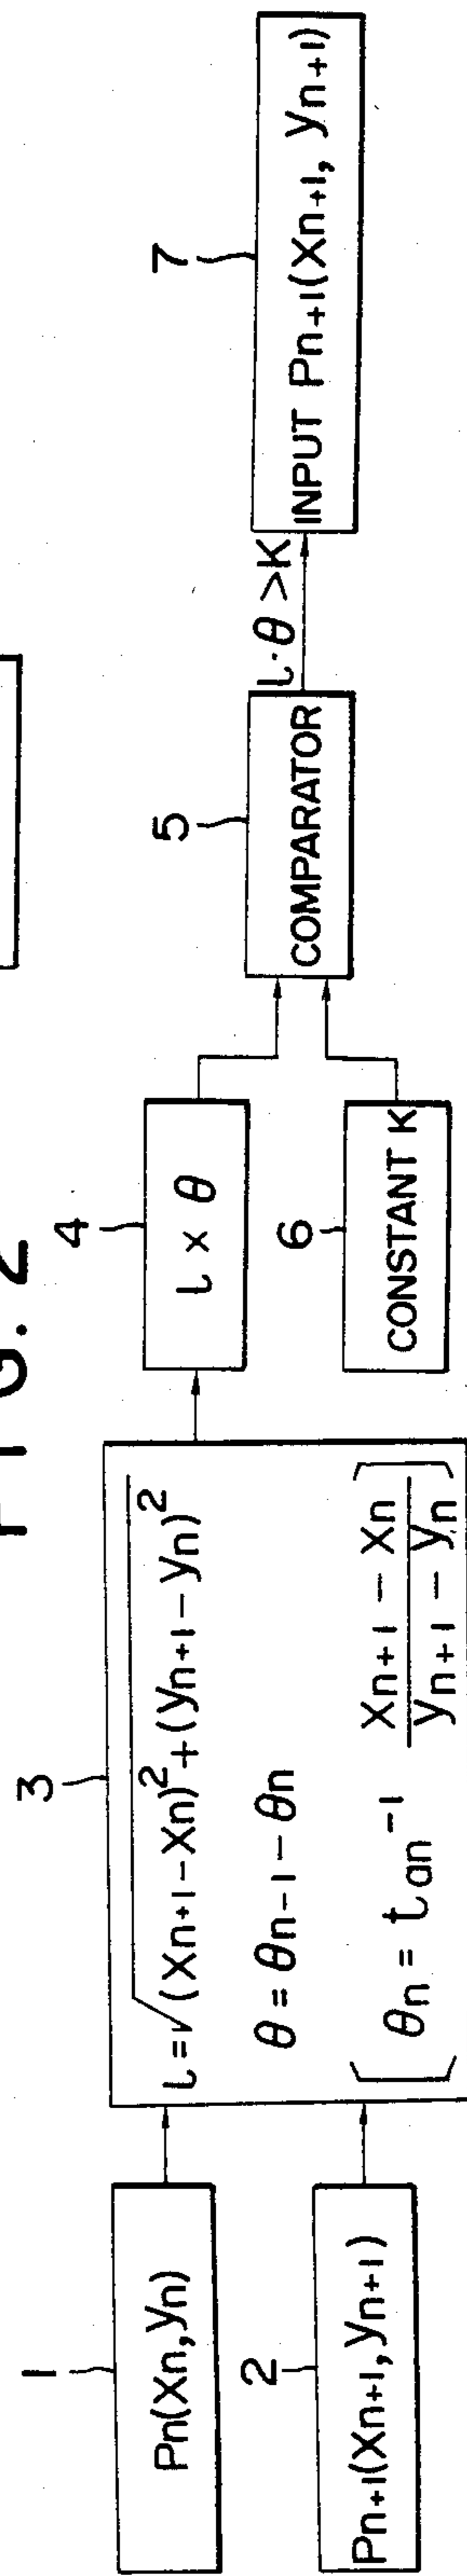 FIG. 2
1
Pn(Xn,Yn)
2
Pn+1(Xn+1,Yn+1)
3
l=√(Xn+1-Xn)²+(Yn+1-Yn)²
θ=θn-1-θn
[θn=tan⁻¹ Xn+1-Xn/Yn+1-Yn]
4
l×θ
6
CONSTANT K
5
COMPARATOR
l·θ>K
7
INPUT Pn+1(Xn+1, Yn+1)